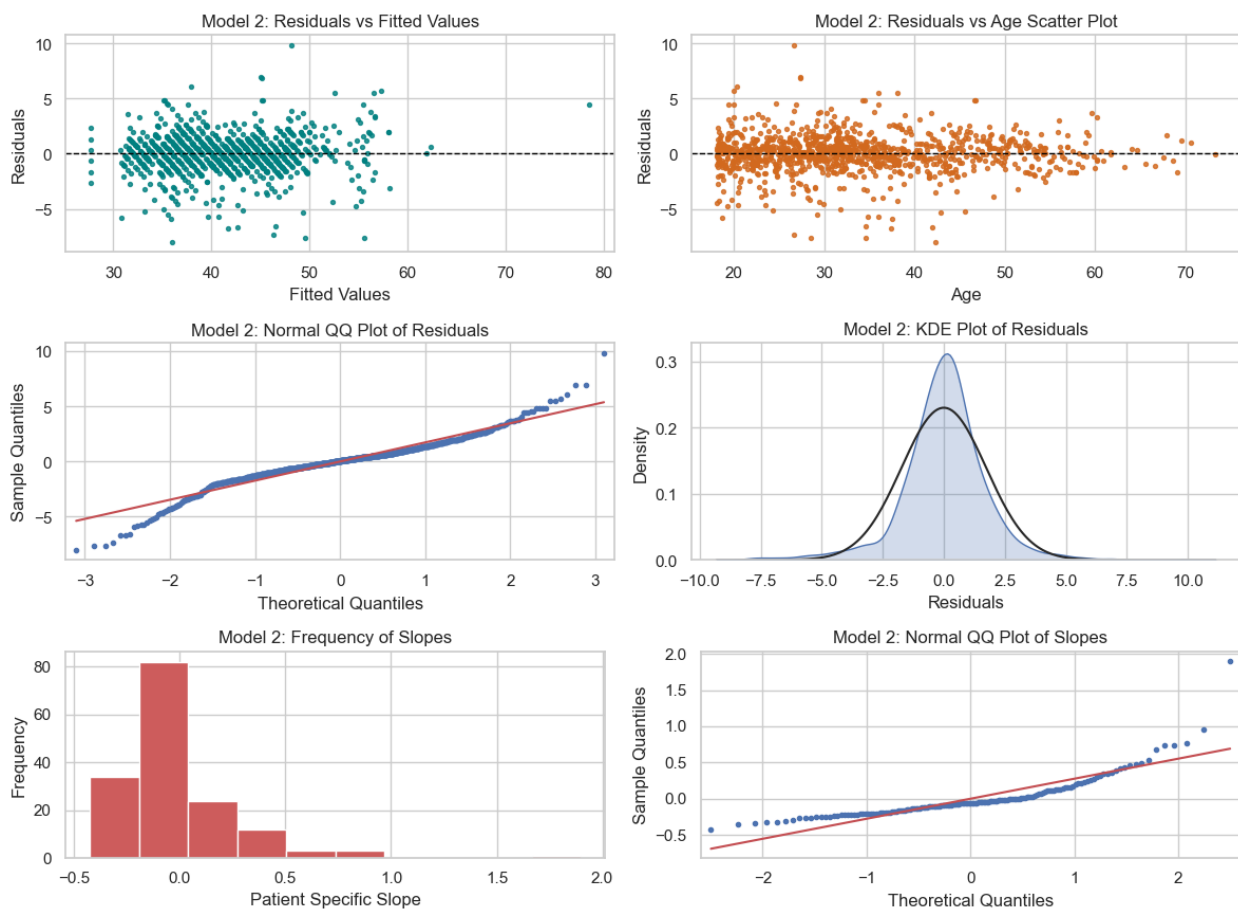 Model 2: Residuals vs Fitted Values
Residuals
10
5
0
−5
30 40 50 60 70 80
Fitted Values
Model 2: Residuals vs Age Scatter Plot
Residuals
10
5
0
−5
20 30 40 50 60 70
Age
Model 2: Normal QQ Plot of Residuals
Sample Quantiles
10
5
0
−5
−3 −2 −1 0 1 2 3
Theoretical Quantiles
Model 2: KDE Plot of Residuals
Density
0.3
0.2
0.1
0.0
−10.0 −7.5 −5.0 −2.5 0.0 2.5 5.0 7.5 10.0
Residuals
Model 2: Frequency of Slopes
Frequency
80
60
40
20
0
−0.5 0.0 0.5 1.0 1.5 2.0
Patient Specific Slope
Model 2: Normal QQ Plot of Slopes
Sample Quantiles
2.0
1.5
1.0
0.5
0.0
−0.5
−2 −1 0 1 2
Theoretical Quantiles